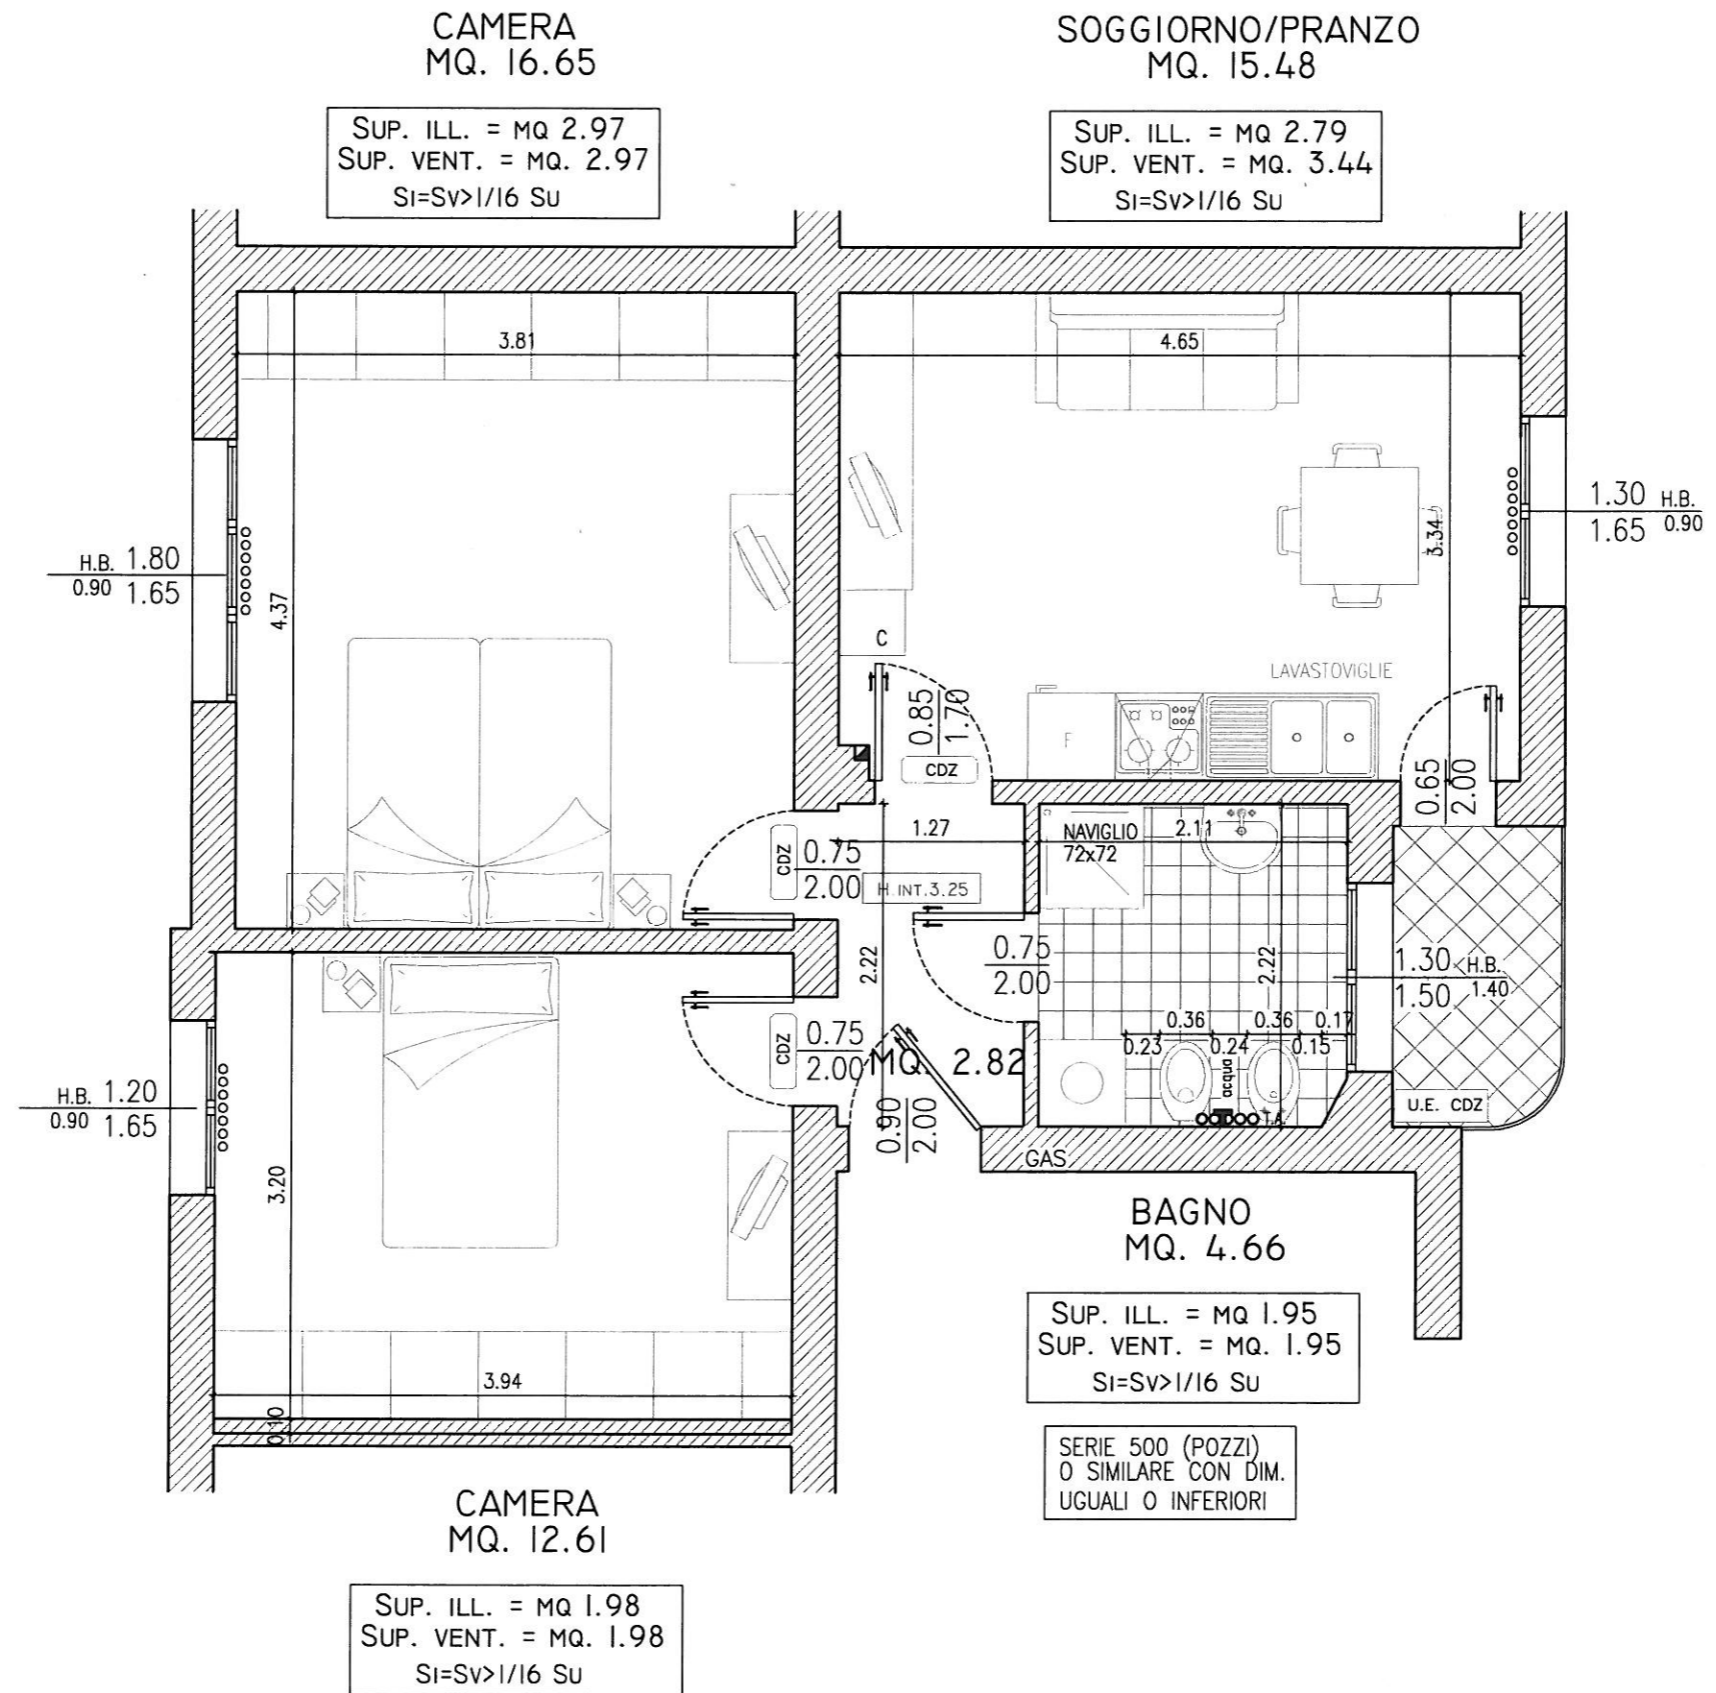 CAMERA
MQ. 16.65
SUP. ILL. = MQ 2.97
SUP. VENT. = MQ. 2.97
SI=SV>1/16 SU
SOGGIORNO/PRANZO
MQ. 15.48
SUP. ILL. = MQ 2.79
SUP. VENT. = MQ. 3.44
SI=SV>1/16 SU
3.81
4.65
H.B. 1.80
0.90 1.65
4.37
3.34
1.30 H.B.
1.65 0.90
C
LAVASTOVIGLIE
F
0.85
1.70
CDZ
0.65
2.00
1.27
NAVIGLIO
72x72
2.11
CDZ
0.75
2.00
H.INT.3.25
2.22
0.75
2.00
2.22
1.30 H.B.
1.50 1.40
0.36 0.36 0.17
0.23 0.24 0.15
acqua
T.A.
CDZ
0.75
2.00
MQ. 2.82
0.90
2.00
U.E. CDZ
GAS
H.B. 1.20
0.90 1.65
3.20
3.94
0.10
BAGNO
MQ. 4.66
SUP. ILL. = MQ 1.95
SUP. VENT. = MQ. 1.95
SI=SV>1/16 SU
SERIE 500 (POZZI)
O SIMILARE CON DIM.
UGUALI O INFERIORI
CAMERA
MQ. 12.61
SUP. ILL. = MQ 1.98
SUP. VENT. = MQ. 1.98
SI=SV>1/16 SU